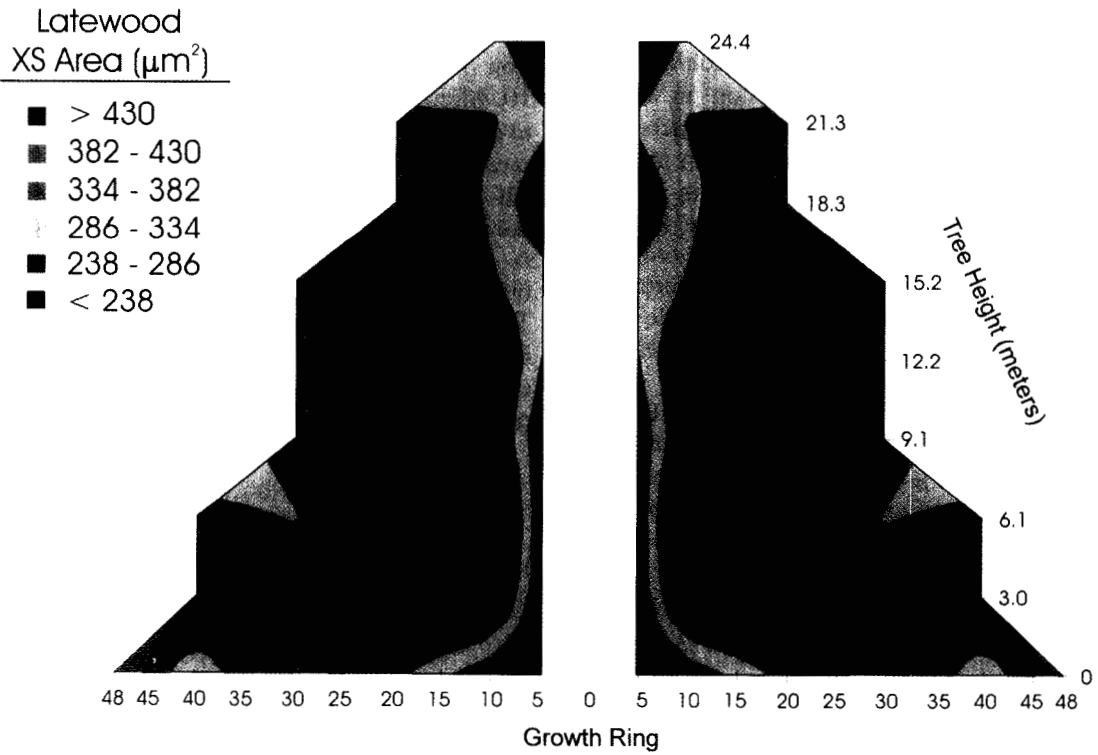 Latewood
XS Area (μm²)
> 430
382 - 430
334 - 382
286 - 334
238 - 286
< 238
24.4
21.3
18.3
15.2
12.2
9.1
6.1
3.0
0
Tree Height (meters)
48 45 40 35 30 25 20 15 10 5 0 5 10 15 20 25 30 35 40 45 48
Growth Ring